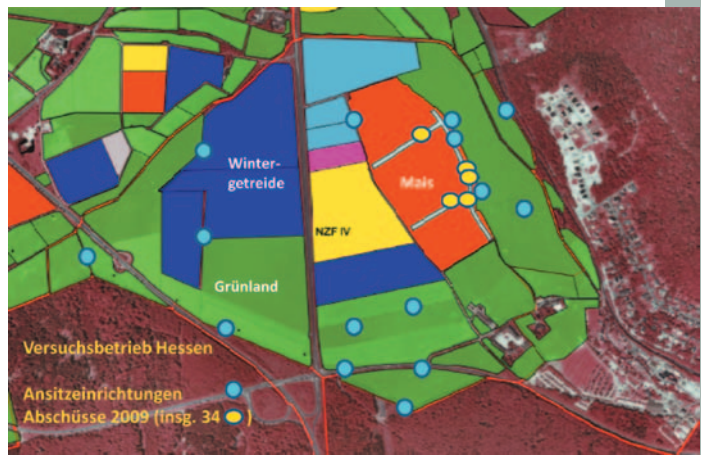 Winter-
getreide
Mais
NZF IV
Grünland
Versuchsbetrieb Hessen
Ansitzeinrichtungen
Abschüsse 2009 (insg. 34 )